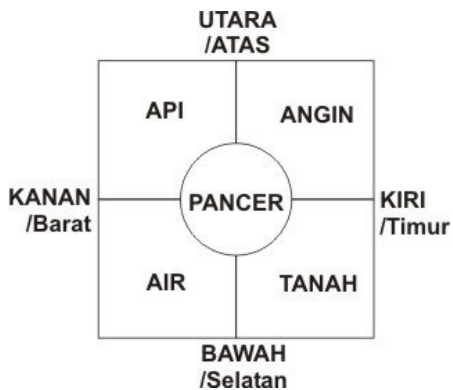 UTARA
/ATAS
API
ANGIN
KANAN
/Barat
PANCER
KIRI
/Timur
AIR
TANAH
BAWAH
/Selatan